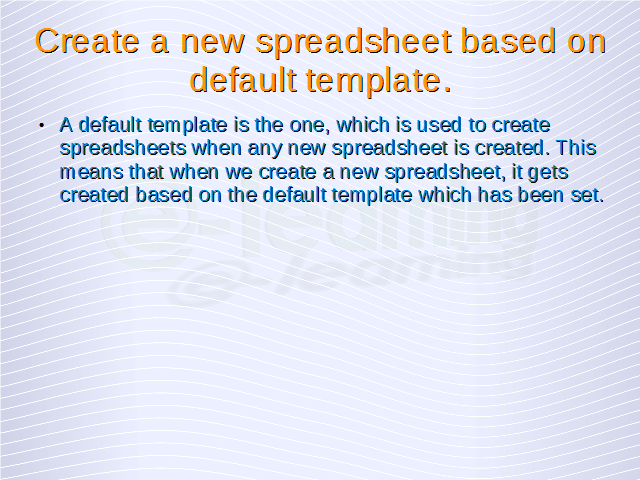 Create a new spreadsheet based on
default template.
• A default template is the one, which is used to create
spreadsheets when any new spreadsheet is created. This
means that when we create a new spreadsheet, it gets
created based on the default template which has been set.
e-learning
e-learning